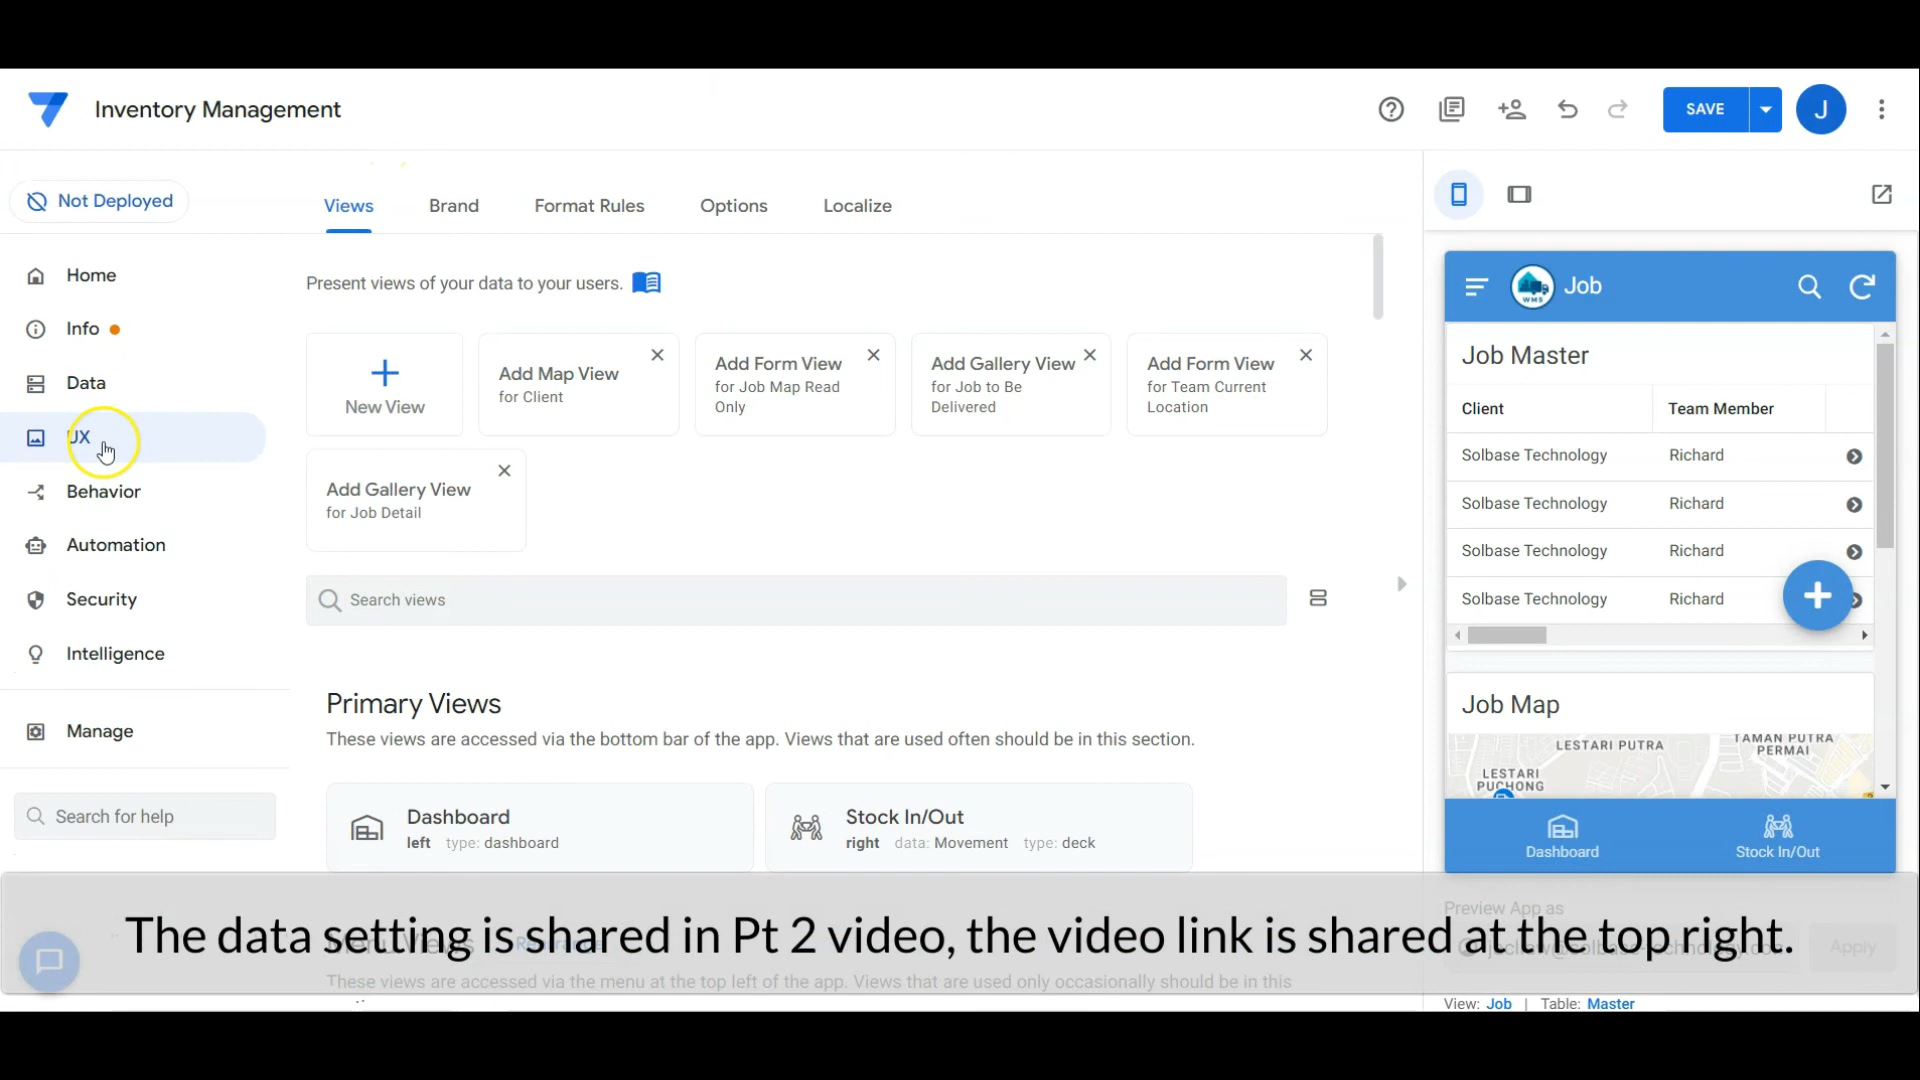 Inventory Management
SAVE
J
Not Deployed
Views
Brand
Format Rules
Options
Localize
Home
Info
Data
UX
Behavior
Automation
Security
Intelligence
Manage
Search for help
Present views of your data to your users.
New View
Add Map View
for Client
Add Form View
for Job Map Read
Only
Add Gallery View
for Job to Be
Delivered
Add Form View
for Team Current
Location
Add Gallery View
for Job Detail
Search views
Primary Views
These views are accessed via the bottom bar of the app. Views that are used often should be in this section.
Dashboard
left type: dashboard
Stock In/Out
right data: Movement type: deck
Menu Views
These views are accessed via the menu at the top left of the app. Views that are used only occasionally should be in this
WMS
Job
Job Master
Client Team Member
Solbase Technology Richard
Solbase Technology Richard
Solbase Technology Richard
Solbase Technology Richard
Job Map
LESTARI PUTRA
TAMAN PUTRA
PERMAI
LESTARI
PUCHONG
Dashboard
Stock In/Out
Preview App as
Apply
View: Job | Table: Master
The data setting is shared in Pt 2 video, the video link is shared at the top right.